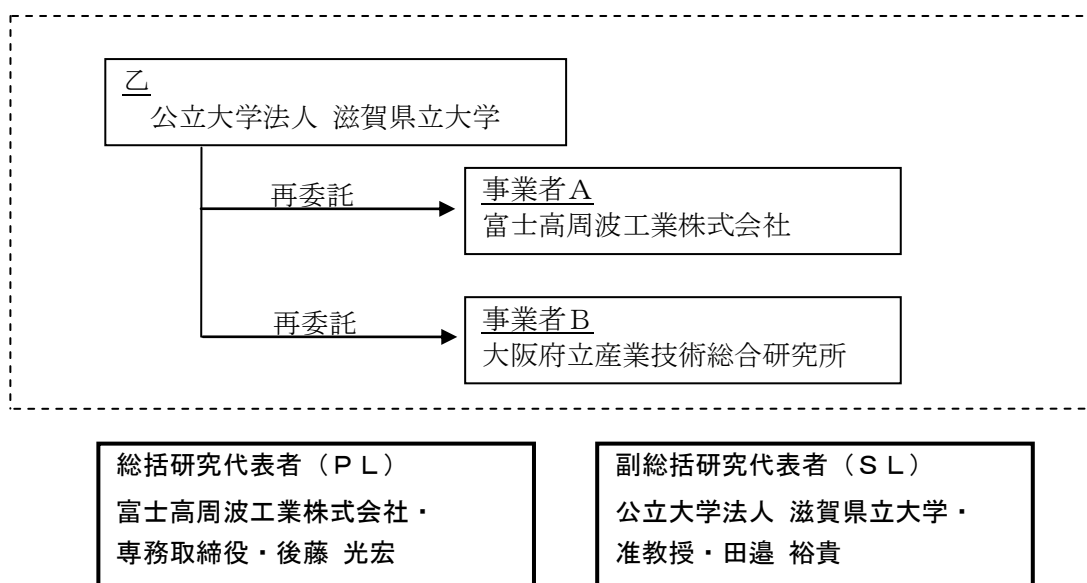 乙
公立大学法人 滋賀県立大学
再委託
事業者A
富士高周波工業株式会社
再委託
事業者B
大阪府立産業技術総合研究所
総括研究代表者(PL)
富士高周波工業株式会社・
専務取締役・後藤 光宏
副総括研究代表者(SL)
公立大学法人 滋賀県立大学・
准教授・田邉 裕貴